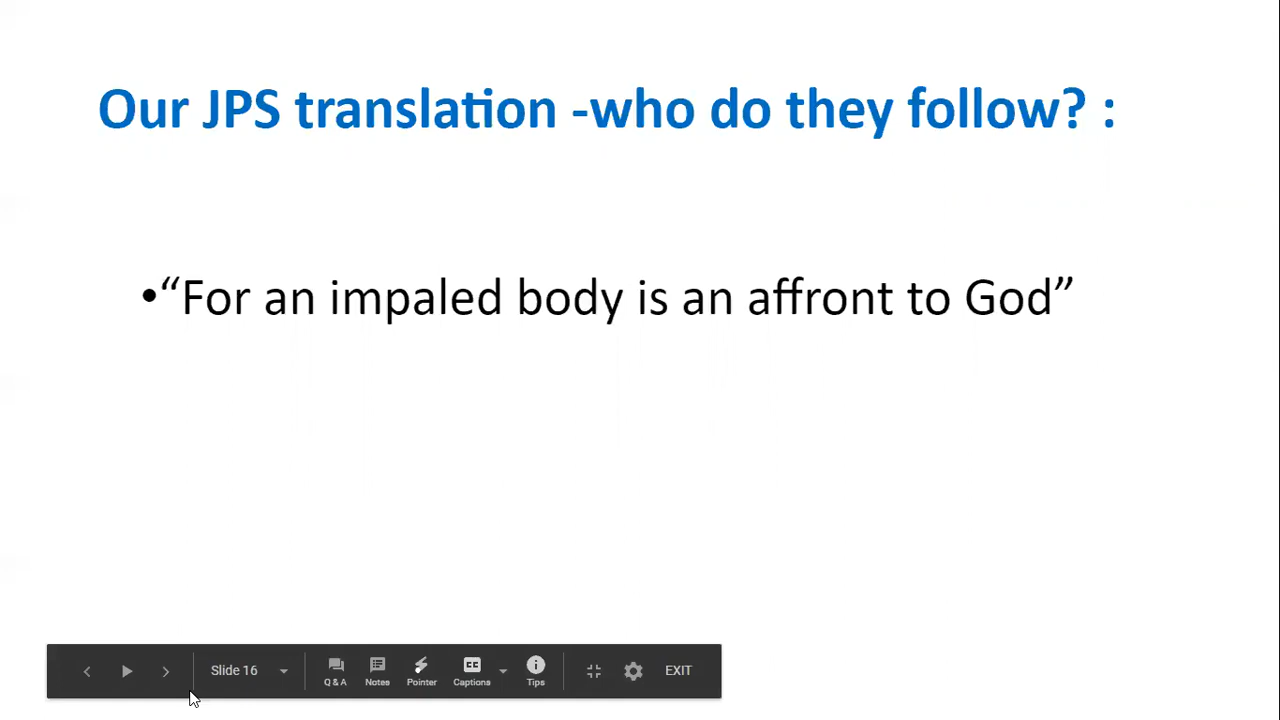 Our JPS translation -who do they follow? :
•“For an impaled body is an affront to God”
Slide 16
Q & A
Notes
Pointer
CC
Captions
Tips
EXIT